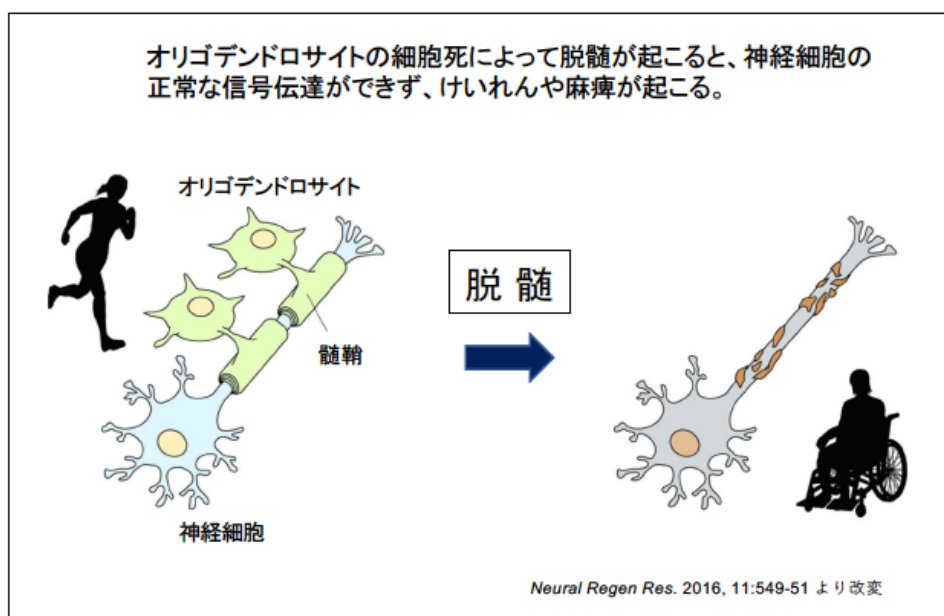 オリゴデンドロサイトの細胞死によって脱髄が起こると、神経細胞の
正常な信号伝達ができず、けいれんや麻痺が起こる。
オリゴデンドロサイト
脱 髄
髄鞘
神経細胞
Neural Regen Res. 2016, 11:549-51 より改変